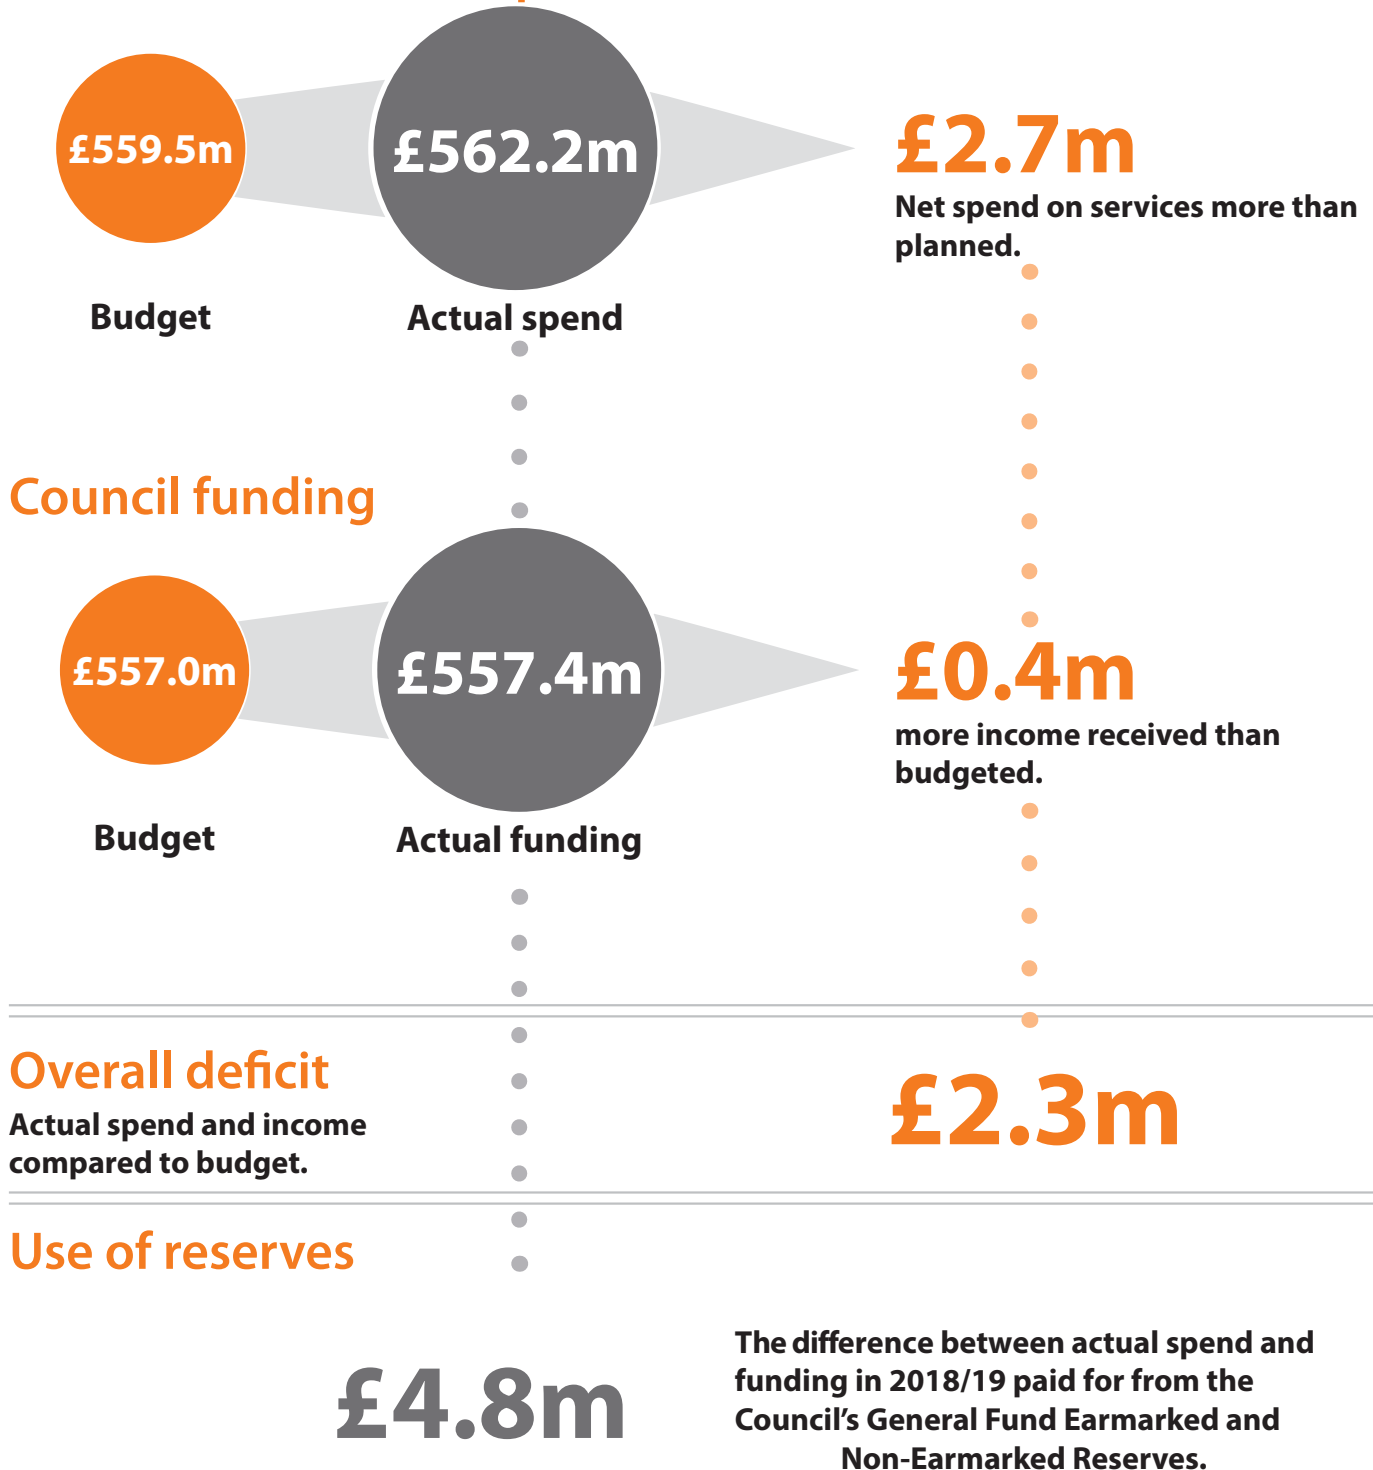 £559.5m
£562.2m
£2.7m
Net spend on services more than
planned.
Budget
Actual spend
Council funding
£557.0m
£557.4m
£0.4m
more income received than
budgeted.
Budget
Actual funding
Overall deficit
Actual spend and income
compared to budget.
£2.3m
Use of reserves
£4.8m
The difference between actual spend and
funding in 2018/19 paid for from the
Council’s General Fund Earmarked and
Non-Earmarked Reserves.